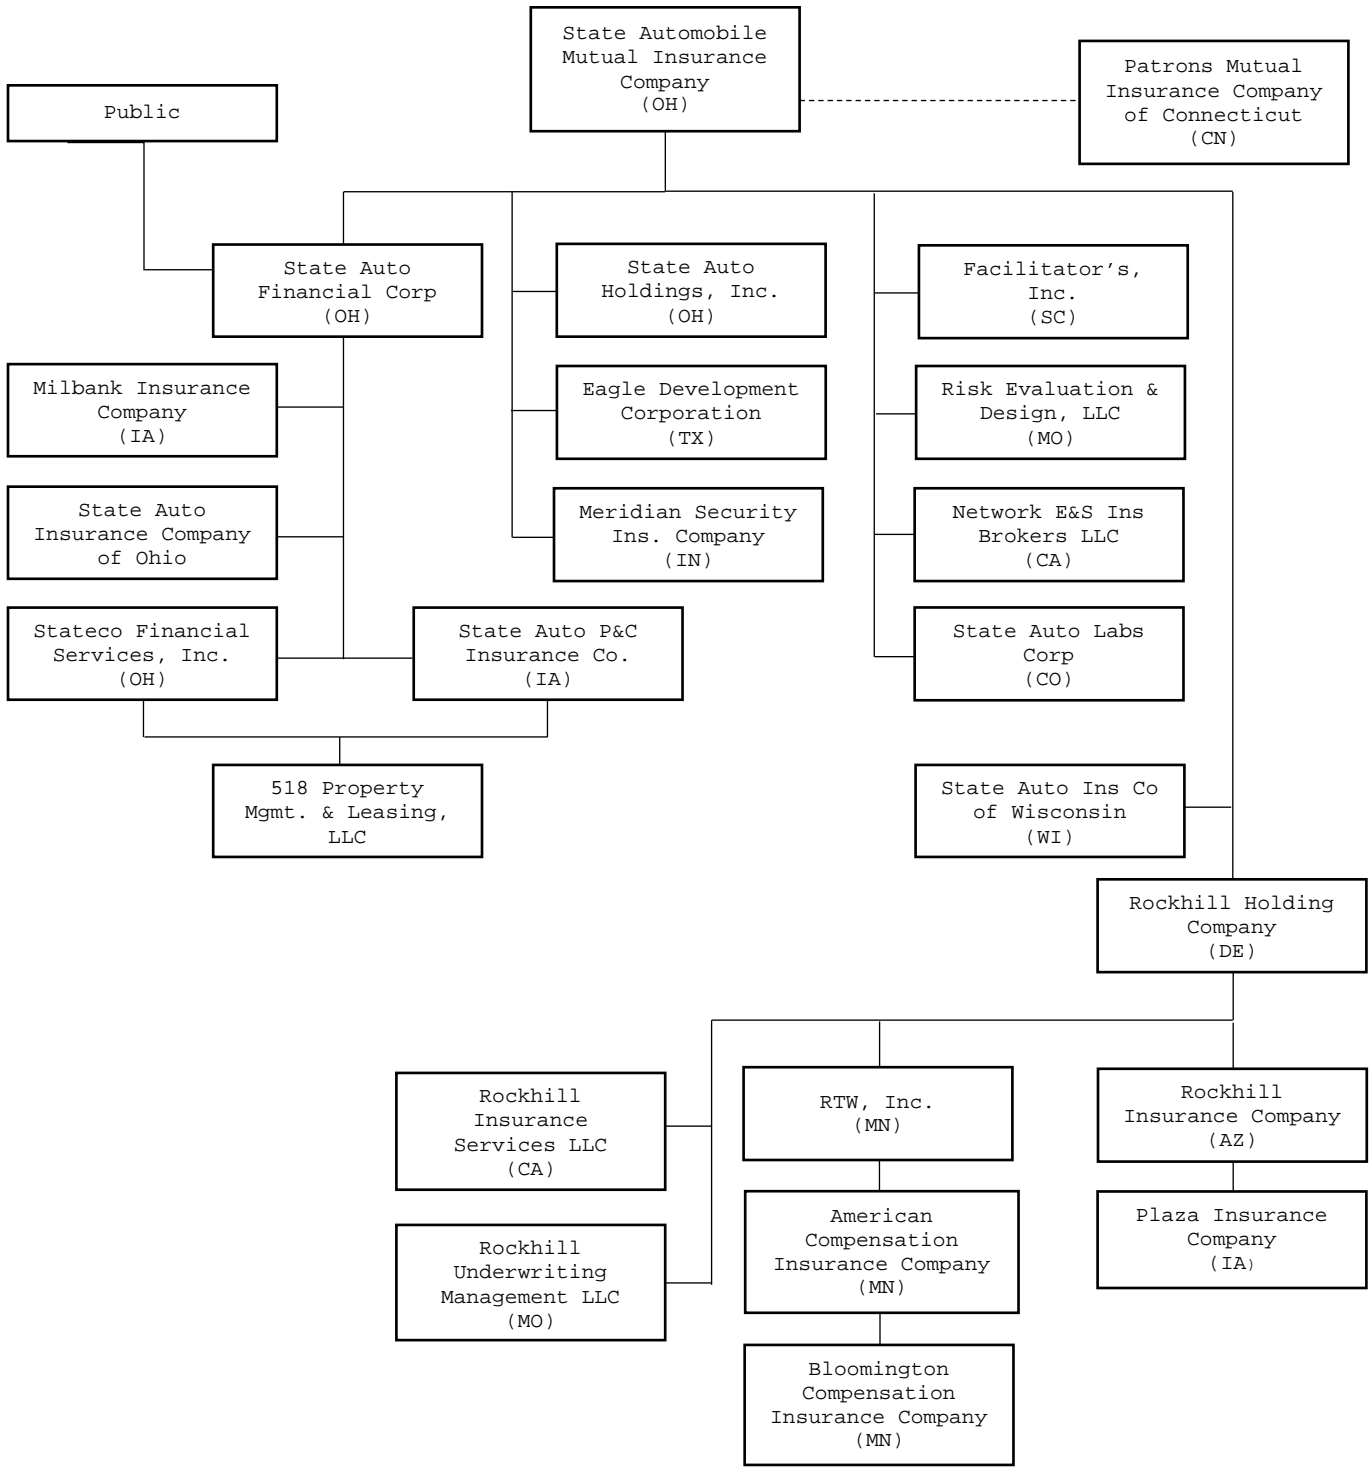 State Automobile
Mutual Insurance
Company
(OH)
Patrons Mutual
Insurance Company
of Connecticut
(CN)
Public
State Auto
Financial Corp
(OH)
State Auto
Holdings, Inc.
(OH)
Facilitator’s,
Inc.
(SC)
Milbank Insurance
Company
(IA)
Eagle Development
Corporation
(TX)
Risk Evaluation &
Design, LLC
(MO)
State Auto
Insurance Company
of Ohio
Meridian Security
Ins. Company
(IN)
Network E&S Ins
Brokers LLC
(CA)
Stateco Financial
Services, Inc.
(OH)
State Auto P&C
Insurance Co.
(IA)
State Auto Labs
Corp
(CO)
518 Property
Mgmt. & Leasing,
LLC
State Auto Ins Co
of Wisconsin
(WI)
Rockhill Holding
Company
(DE)
Rockhill
Insurance
Services LLC
(CA)
RTW, Inc.
(MN)
Rockhill
Insurance Company
(AZ)
Rockhill
Underwriting
Management LLC
(MO)
American
Compensation
Insurance Company
(MN)
Plaza Insurance
Company
(IA)
Bloomington
Compensation
Insurance Company
(MN)